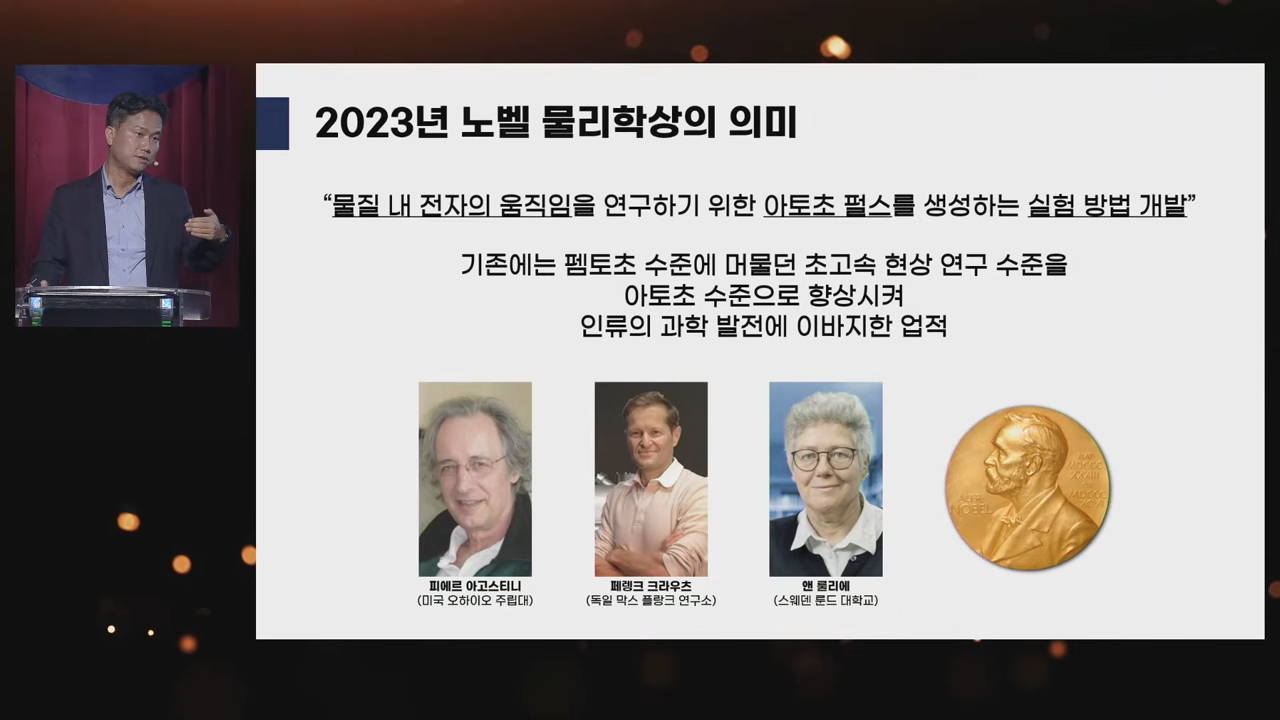 2023년 노벨 물리학상의 의미
“물질 내 전자의 움직임을 연구하기 위한 아토초 펄스를 생성하는 실험 방법 개발”
기존에는 펨토초 수준에 머물던 초고속 현상 연구 수준을
아토초 수준으로 향상시켜
인류의 과학 발전에 이바지한 업적
피에르 아고스티니
(미국 오하이오 주립대)
페렝크 크라우츠
(독일 막스 플랑크 연구소)
앤 룰리에
(스웨덴 룬드 대학교)
ALFR.
NOBEL